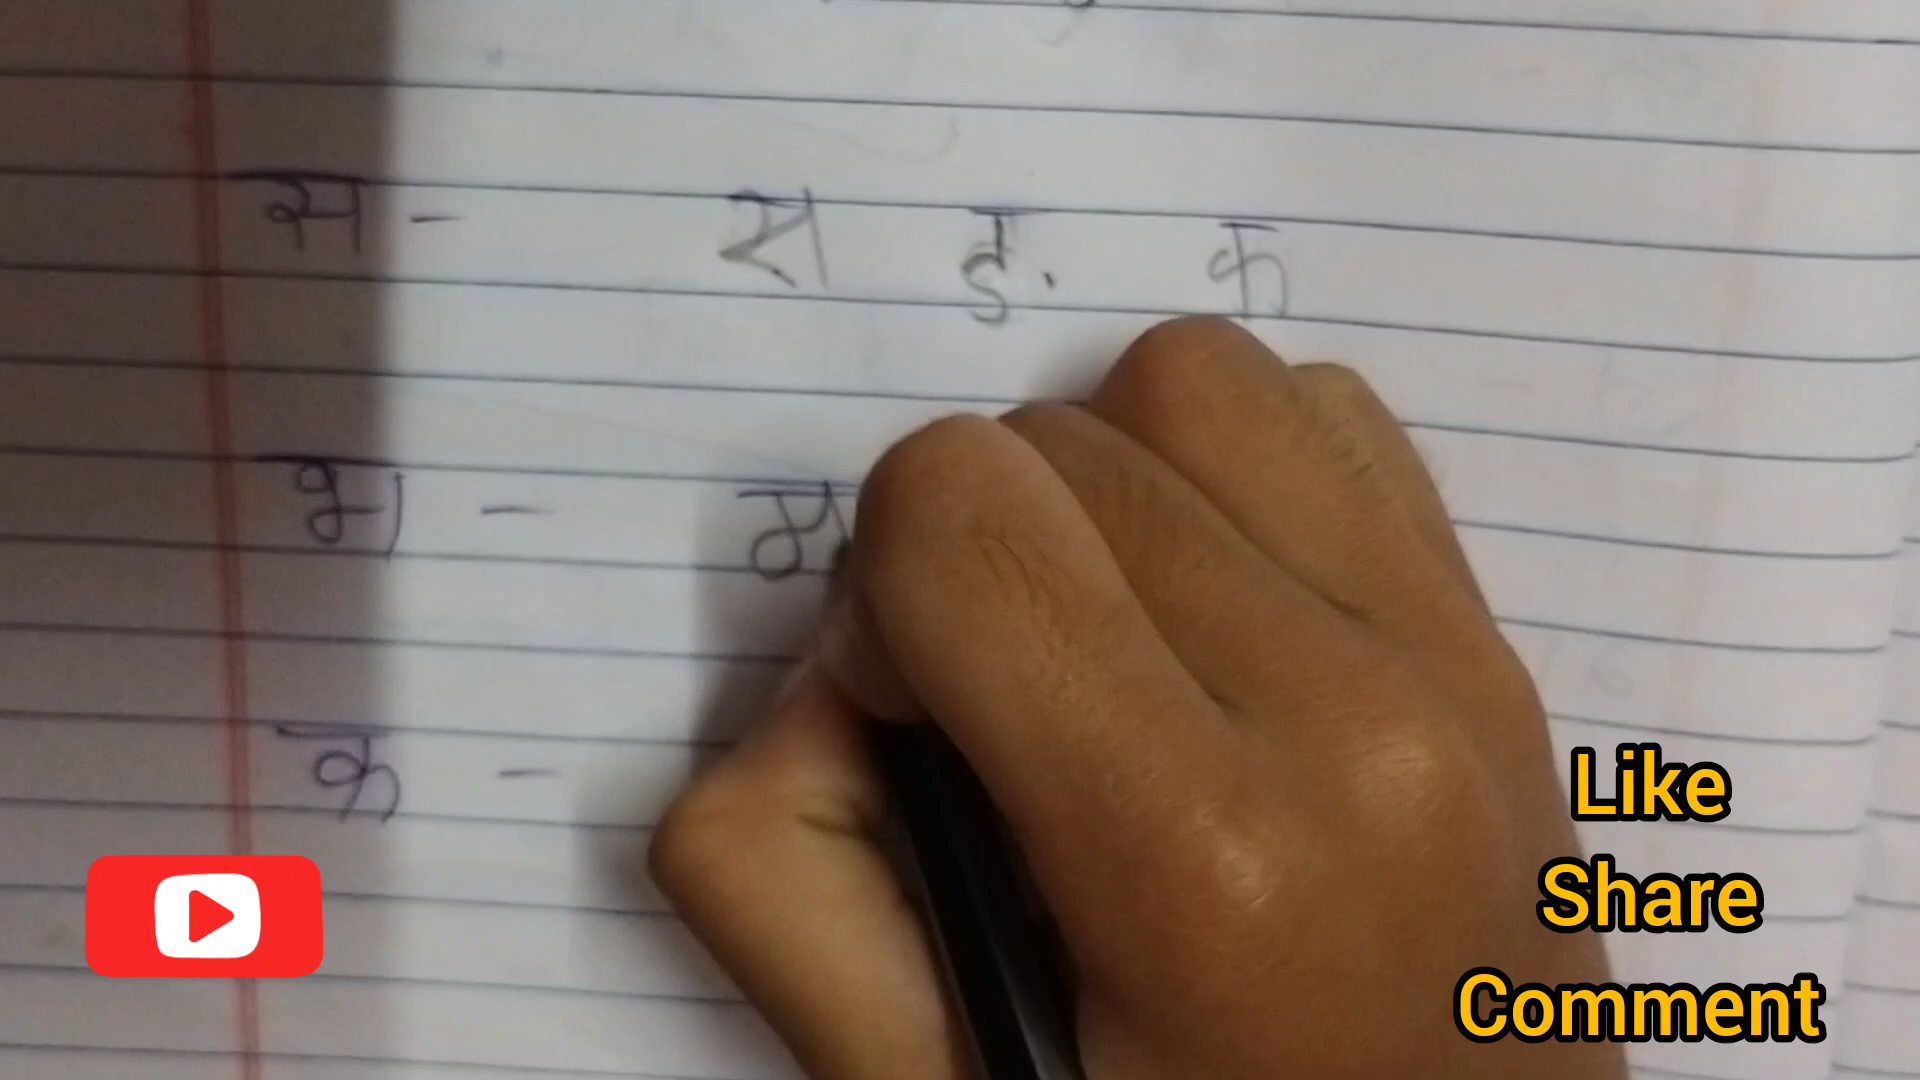 स - स ड. क
भ - म
क -
Like
Share
Comment